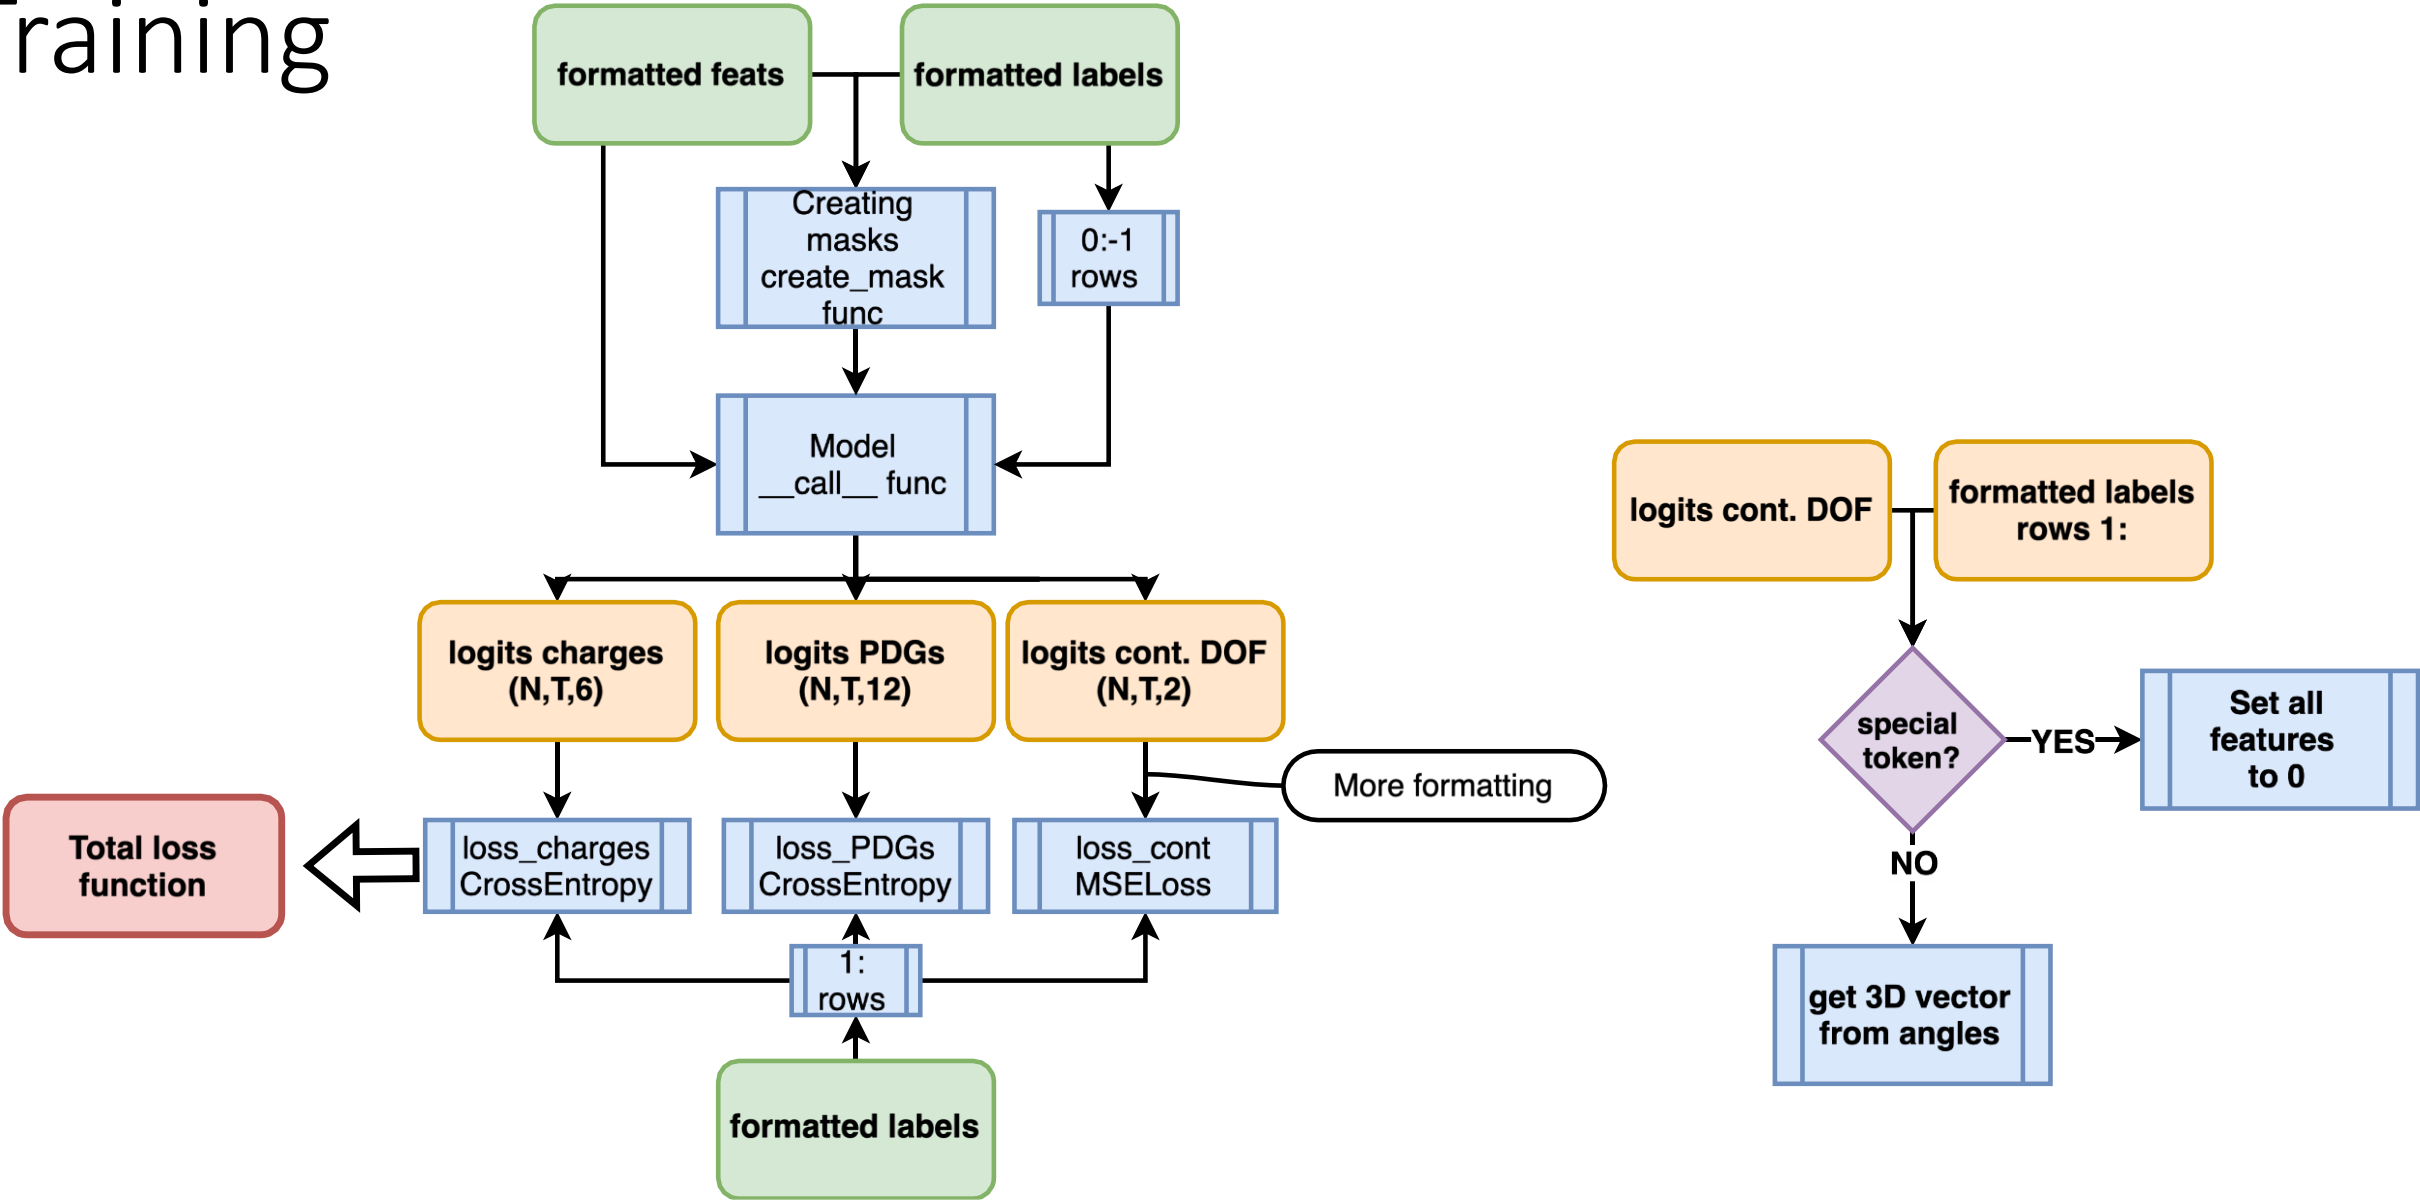 Training
formatted feats
formatted labels
Creating
masks
create_mask
func
0:-1
rows
Model
__call__ func
logits charges
(N,T,6)
logits PDGs
(N,T,12)
logits cont. DOF
(N,T,2)
More formatting
Total loss
function
loss_charges
CrossEntropy
loss_PDGs
CrossEntropy
loss_cont
MSELoss
1:
rows
formatted labels
logits cont. DOF
formatted labels
rows 1:
special
token?
YES
Set all
features
to 0
NO
get 3D vector
from angles